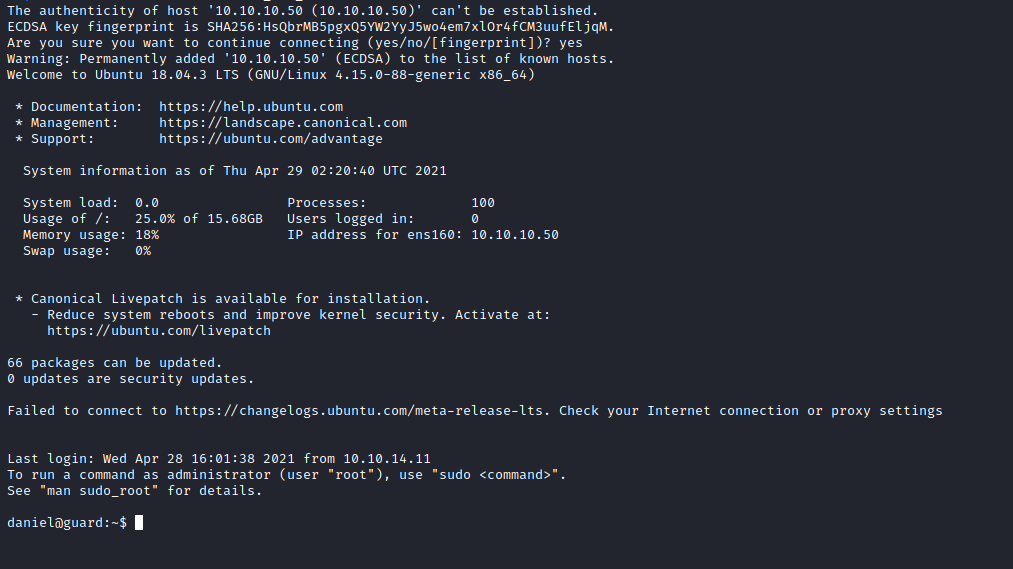 The authenticity of host '10.10.10.50 (10.10.10.50)' can't be established.
ECDSA key fingerprint is SHA256:HsQbrMB5pgxQ5YW2YyJ5wo4em7xlOr4fCM3uufEljqM.
Are you sure you want to continue connecting (yes/no/[fingerprint])? yes
Warning: Permanently added '10.10.10.50' (ECDSA) to the list of known hosts.
Welcome to Ubuntu 18.04.3 LTS (GNU/Linux 4.15.0-88-generic x86_64)
* Documentation:  https://help.ubuntu.com
* Management:     https://landscape.canonical.com
* Support:        https://ubuntu.com/advantage
System information as of Thu Apr 29 02:20:40 UTC 2021
System load:  0.0                Processes:             100
Usage of /:   25.0% of 15.68GB   Users logged in:       0
Memory usage: 18%                IP address for ens160: 10.10.10.50
Swap usage:   0%
* Canonical Livepatch is available for installation.
- Reduce system reboots and improve kernel security. Activate at:
https://ubuntu.com/livepatch
66 packages can be updated.
0 updates are security updates.
Failed to connect to https://changelogs.ubuntu.com/meta-release-lts. Check your Internet connection or proxy settings
Last login: Wed Apr 28 16:01:38 2021 from 10.10.14.11
To run a command as administrator (user "root"), use "sudo <command>".
See "man sudo_root" for details.
daniel@guard:~$